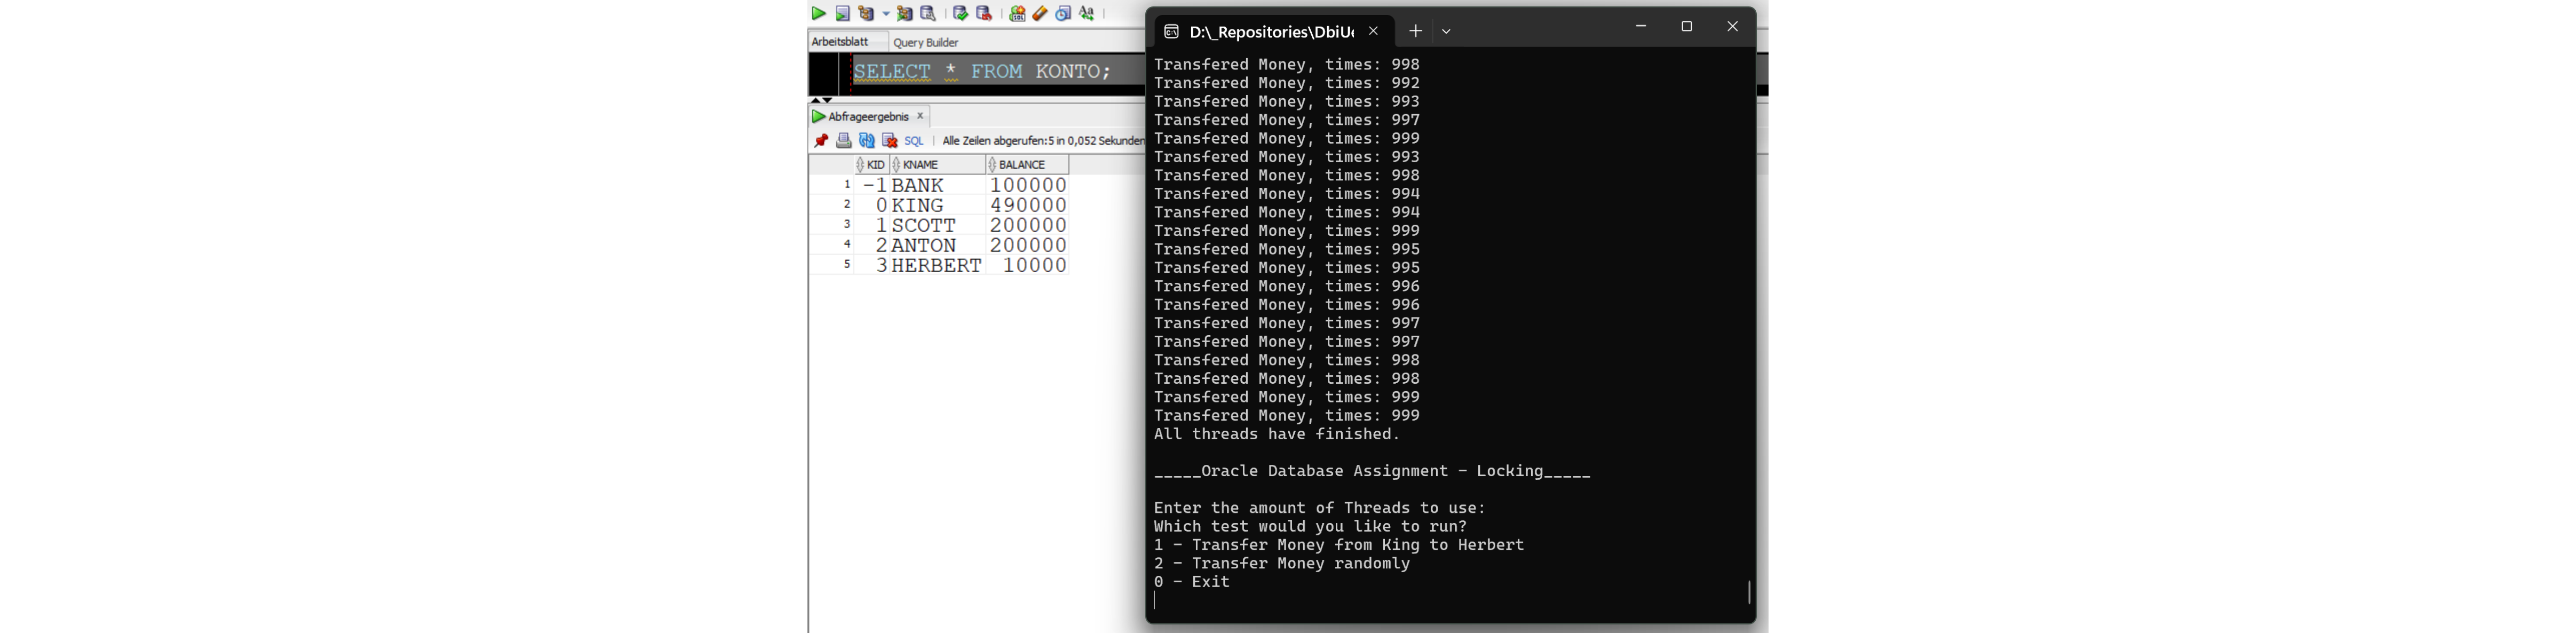 Arbeitsblatt Query Builder
SELECT * FROM KONTO;
Abfrageergebnis
SQL Alle Zeilen abgerufen:5 in 0,052 Sekunden
KID KNAME BALANCE
1 -1 BANK 100000
2 0 KING 490000
3 1 SCOTT 200000
4 2 ANTON 200000
5 3 HERBERT 10000
D:\_Repositories\DbiUe
Transfered Money, times: 998
Transfered Money, times: 992
Transfered Money, times: 993
Transfered Money, times: 997
Transfered Money, times: 999
Transfered Money, times: 993
Transfered Money, times: 998
Transfered Money, times: 994
Transfered Money, times: 994
Transfered Money, times: 999
Transfered Money, times: 995
Transfered Money, times: 995
Transfered Money, times: 996
Transfered Money, times: 996
Transfered Money, times: 997
Transfered Money, times: 997
Transfered Money, times: 998
Transfered Money, times: 998
Transfered Money, times: 999
Transfered Money, times: 999
All threads have finished.
_____Oracle Database Assignment - Locking_____
Enter the amount of Threads to use:
Which test would you like to run?
1 - Transfer Money from King to Herbert
2 - Transfer Money randomly
0 - Exit